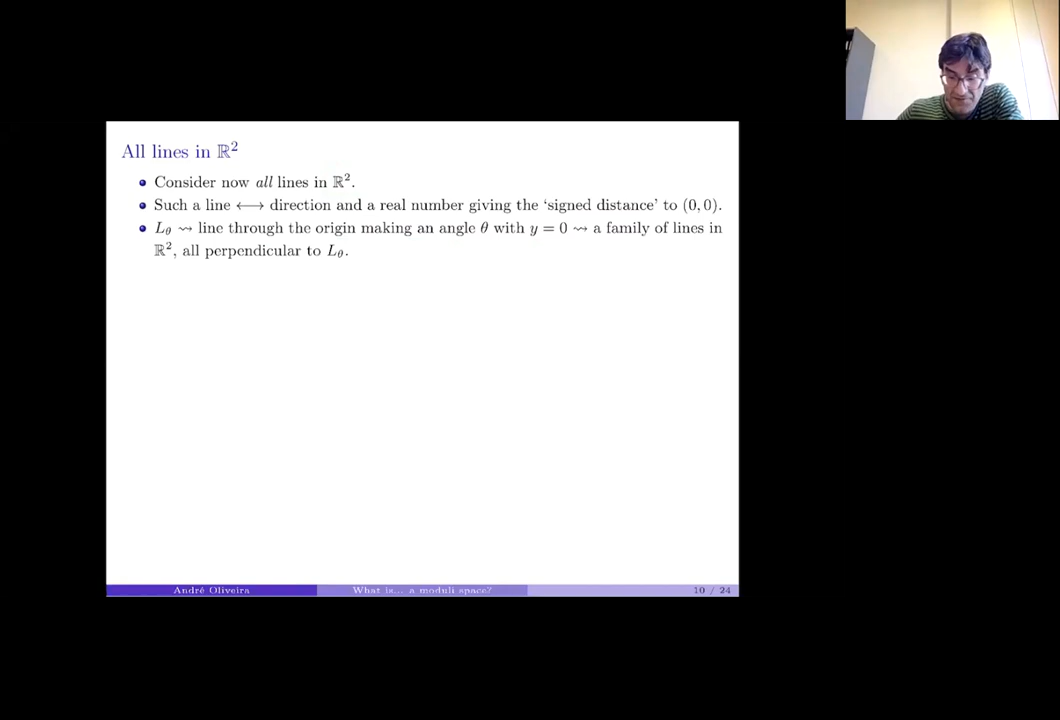 All lines in ℝ²
Consider now all lines in ℝ².
Such a line ⟷ direction and a real number giving the ‘signed distance’ to (0, 0).
L_θ ⇝ line through the origin making an angle θ with y = 0 ⇝ a family of lines in
ℝ², all perpendicular to L_θ.
André Oliveira
What is... a moduli space?
10 / 24